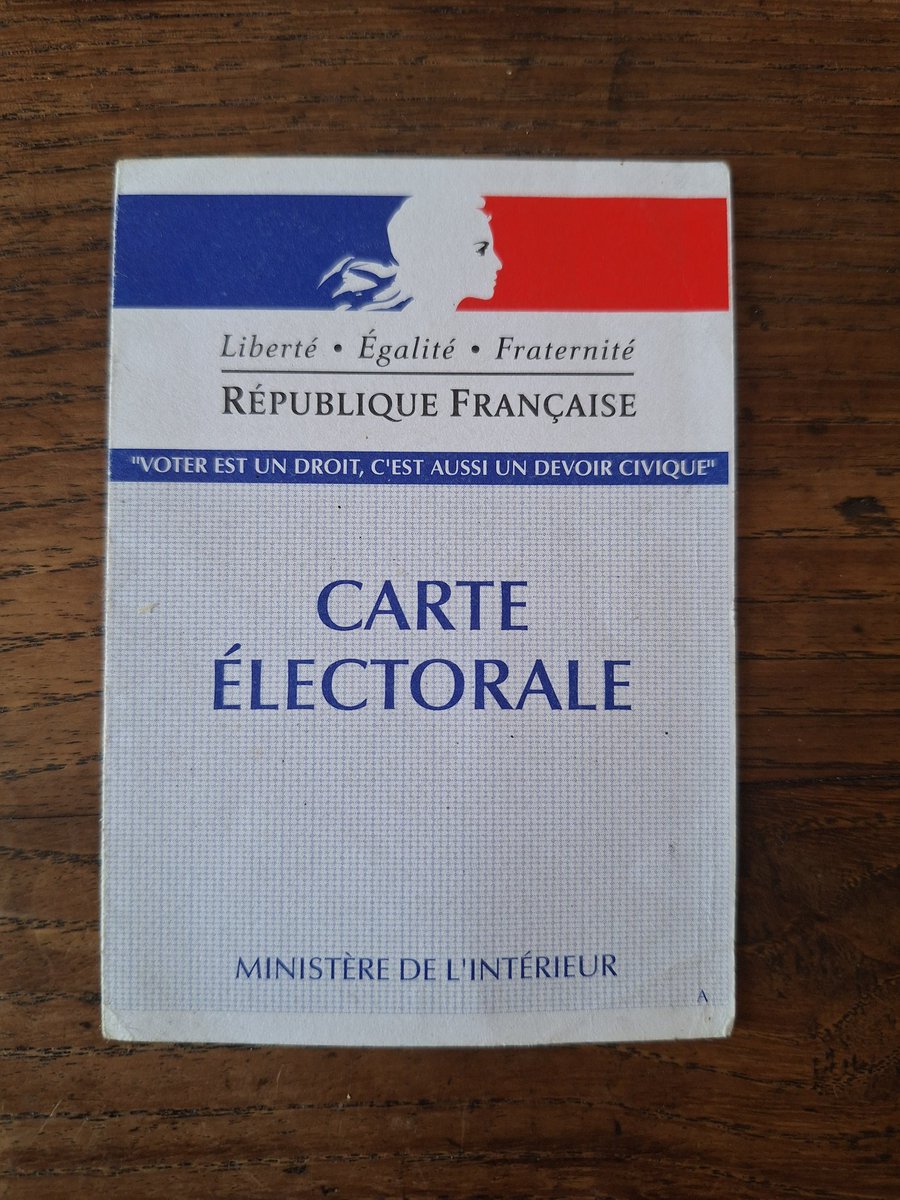 Liberté • Égalité • Fraternité
RÉPUBLIQUE FRANÇAISE
"VOTER EST UN DROIT, C'EST AUSSI UN DEVOIR CIVIQUE"
CARTE
ÉLECTORALE
MINISTÈRE DE L'INTÉRIEUR
A